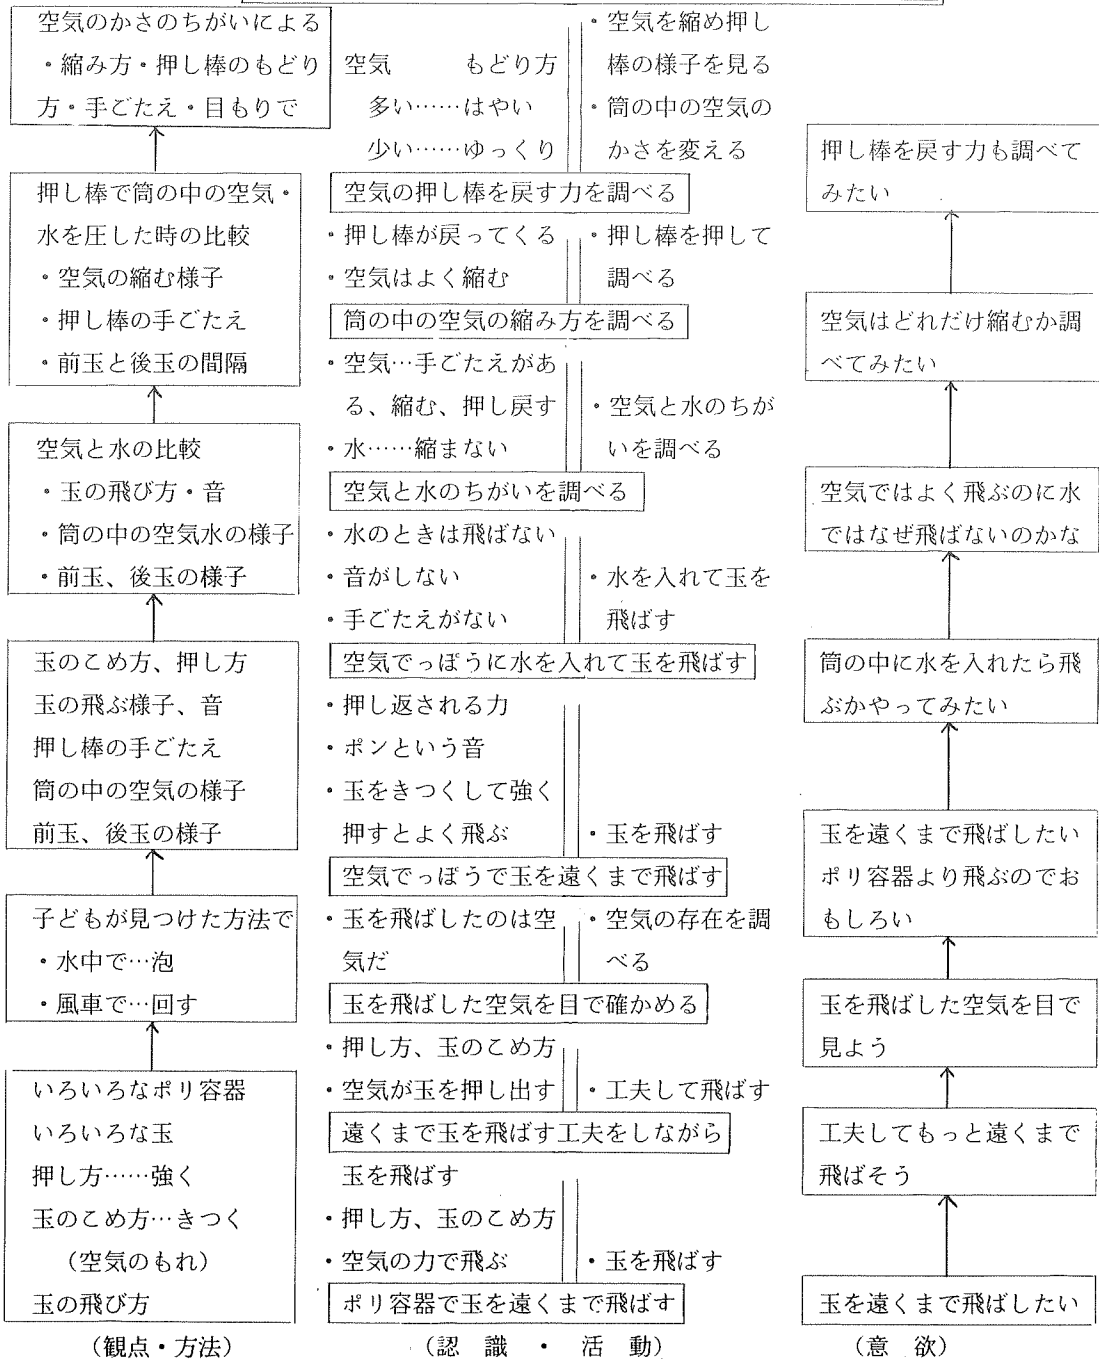 空気のかさのちがいによる
・縮み方・押し棒のもどり
方・手ごたえ・目もりで
押し棒で筒の中の空気・
水を圧した時の比較
・空気の縮む様子
・押し棒の手ごたえ
・前玉と後玉の間隔
空気と水の比較
・玉の飛び方・音
・筒の中の空気水の様子
・前玉、後玉の様子
玉のこめ方、押し方
玉の飛ぶ様子、音
押し棒の手ごたえ
筒の中の空気の様子
前玉、後玉の様子
子どもが見つけた方法で
・水中で…泡
・風車で…回す
いろいろなポリ容器
いろいろな玉
押し方……強く
玉のこめ方…きつく
(空気のもれ)
玉の飛び方
(観点・方法)
空気 もどり方
多い……はやい
少い……ゆっくり
・空気を縮め押し
棒の様子を見る
・筒の中の空気の
かさを変える
空気の押し棒を戻す力を調べる
・押し棒が戻ってくる
・空気はよく縮む
・押し棒を押して
調べる
筒の中の空気の縮み方を調べる
・空気…手ごたえがあ
る、縮む、押し戻す
・水……縮まない
・空気と水のちが
いを調べる
空気と水のちがいを調べる
・水のときは飛ばない
・音がしない
・手ごたえがない
・水を入れて玉を
飛ばす
空気でっぽうに水を入れて玉を飛ばす
・押し返される力
・ポンという音
・玉をきつくして強く
押すとよく飛ぶ
・玉を飛ばす
空気でっぽうで玉を遠くまで飛ばす
・玉を飛ばしたのは空
気だ
・空気の存在を調
べる
玉を飛ばした空気を目で確かめる
・押し方、玉のこめ方
・空気が玉を押し出す
・工夫して飛ばす
遠くまで玉を飛ばす工夫をしながら
玉を飛ばす
・押し方、玉のこめ方
・空気の力で飛ぶ
・玉を飛ばす
ポリ容器で玉を遠くまで飛ばす
(認 識 ・ 活 動)
押し棒を戻す力も調べて
みたい
空気はどれだけ縮むか調
べてみたい
空気ではよく飛ぶのに水
ではなぜ飛ばないのかな
筒の中に水を入れたら飛
ぶかやってみたい
玉を遠くまで飛ばしたい
ポリ容器より飛ぶのでお
もしろい
玉を飛ばした空気を目で
見よう
工夫してもっと遠くまで
飛ばそう
玉を遠くまで飛ばしたい
(意 欲)